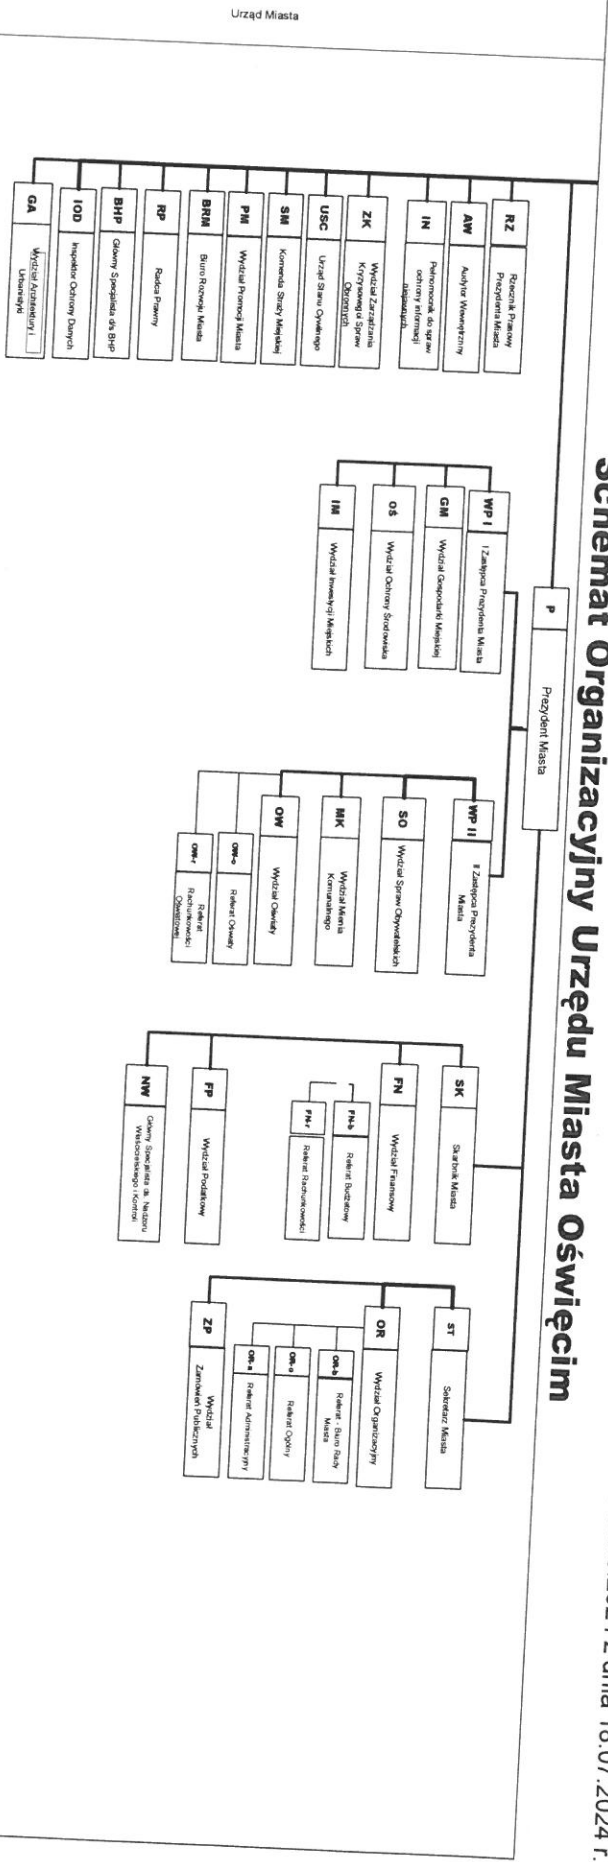 z dnia 18.07.2024 r.
Schemat Organizacyjny Urzędu Miasta Oświęcim
P
Prezydent Miasta
RZ
Rzecznik Prasowy
Prezydenta Miasta
AW
Audytor Wewnętrzny
IN
Pełnomocnik do spraw
ochrony informacji
niejawnych
ZK
Wydział Zarządzania
Kryzysowego i Spraw
Obronnych
USC
Urząd Stanu Cywilnego
SM
Komenda Straży Miejskiej
PM
Wydział Promocji Miasta
BRM
Biuro Rozwoju Miasta
RP
Radca Prawny
BHP
Główny Specjalista d/s BHP
IOD
Inspektor Ochrony Danych
GA
Wydział Architektury i
Urbanistyki
WP I
I Zastępca Prezydenta Miasta
GM
Wydział Gospodarki Miejskiej
OŚ
Wydział Ochrony Środowiska
IM
Wydział Inwestycji Miejskich
WP II
II Zastępca Prezydenta
Miasta
SO
Wydział Spraw Obywatelskich
MK
Wydział Mienia
Komunalnego
OW
Wydział Oświaty
OW-o
Referat Oświaty
OW-r
Referat
Rachunkowości
Oświatowej
SK
Skarbnik Miasta
FN
Wydział Finansowy
FN-b
Referat Budżetowy
FN-r
Referat Rachunkowości
FP
Wydział Podatkowy
NW
Główny Specjalista ds. Nadzoru
Właścicielskiego i Kontroli
ST
Sekretarz Miasta
OR
Wydział Organizacyjny
OR-b
Referat - Biuro Rady
Miasta
OR-o
Referat Ogólny
OR-a
Referat Administracyjny
ZP
Wydział
Zamówień Publicznych
Urząd Miasta